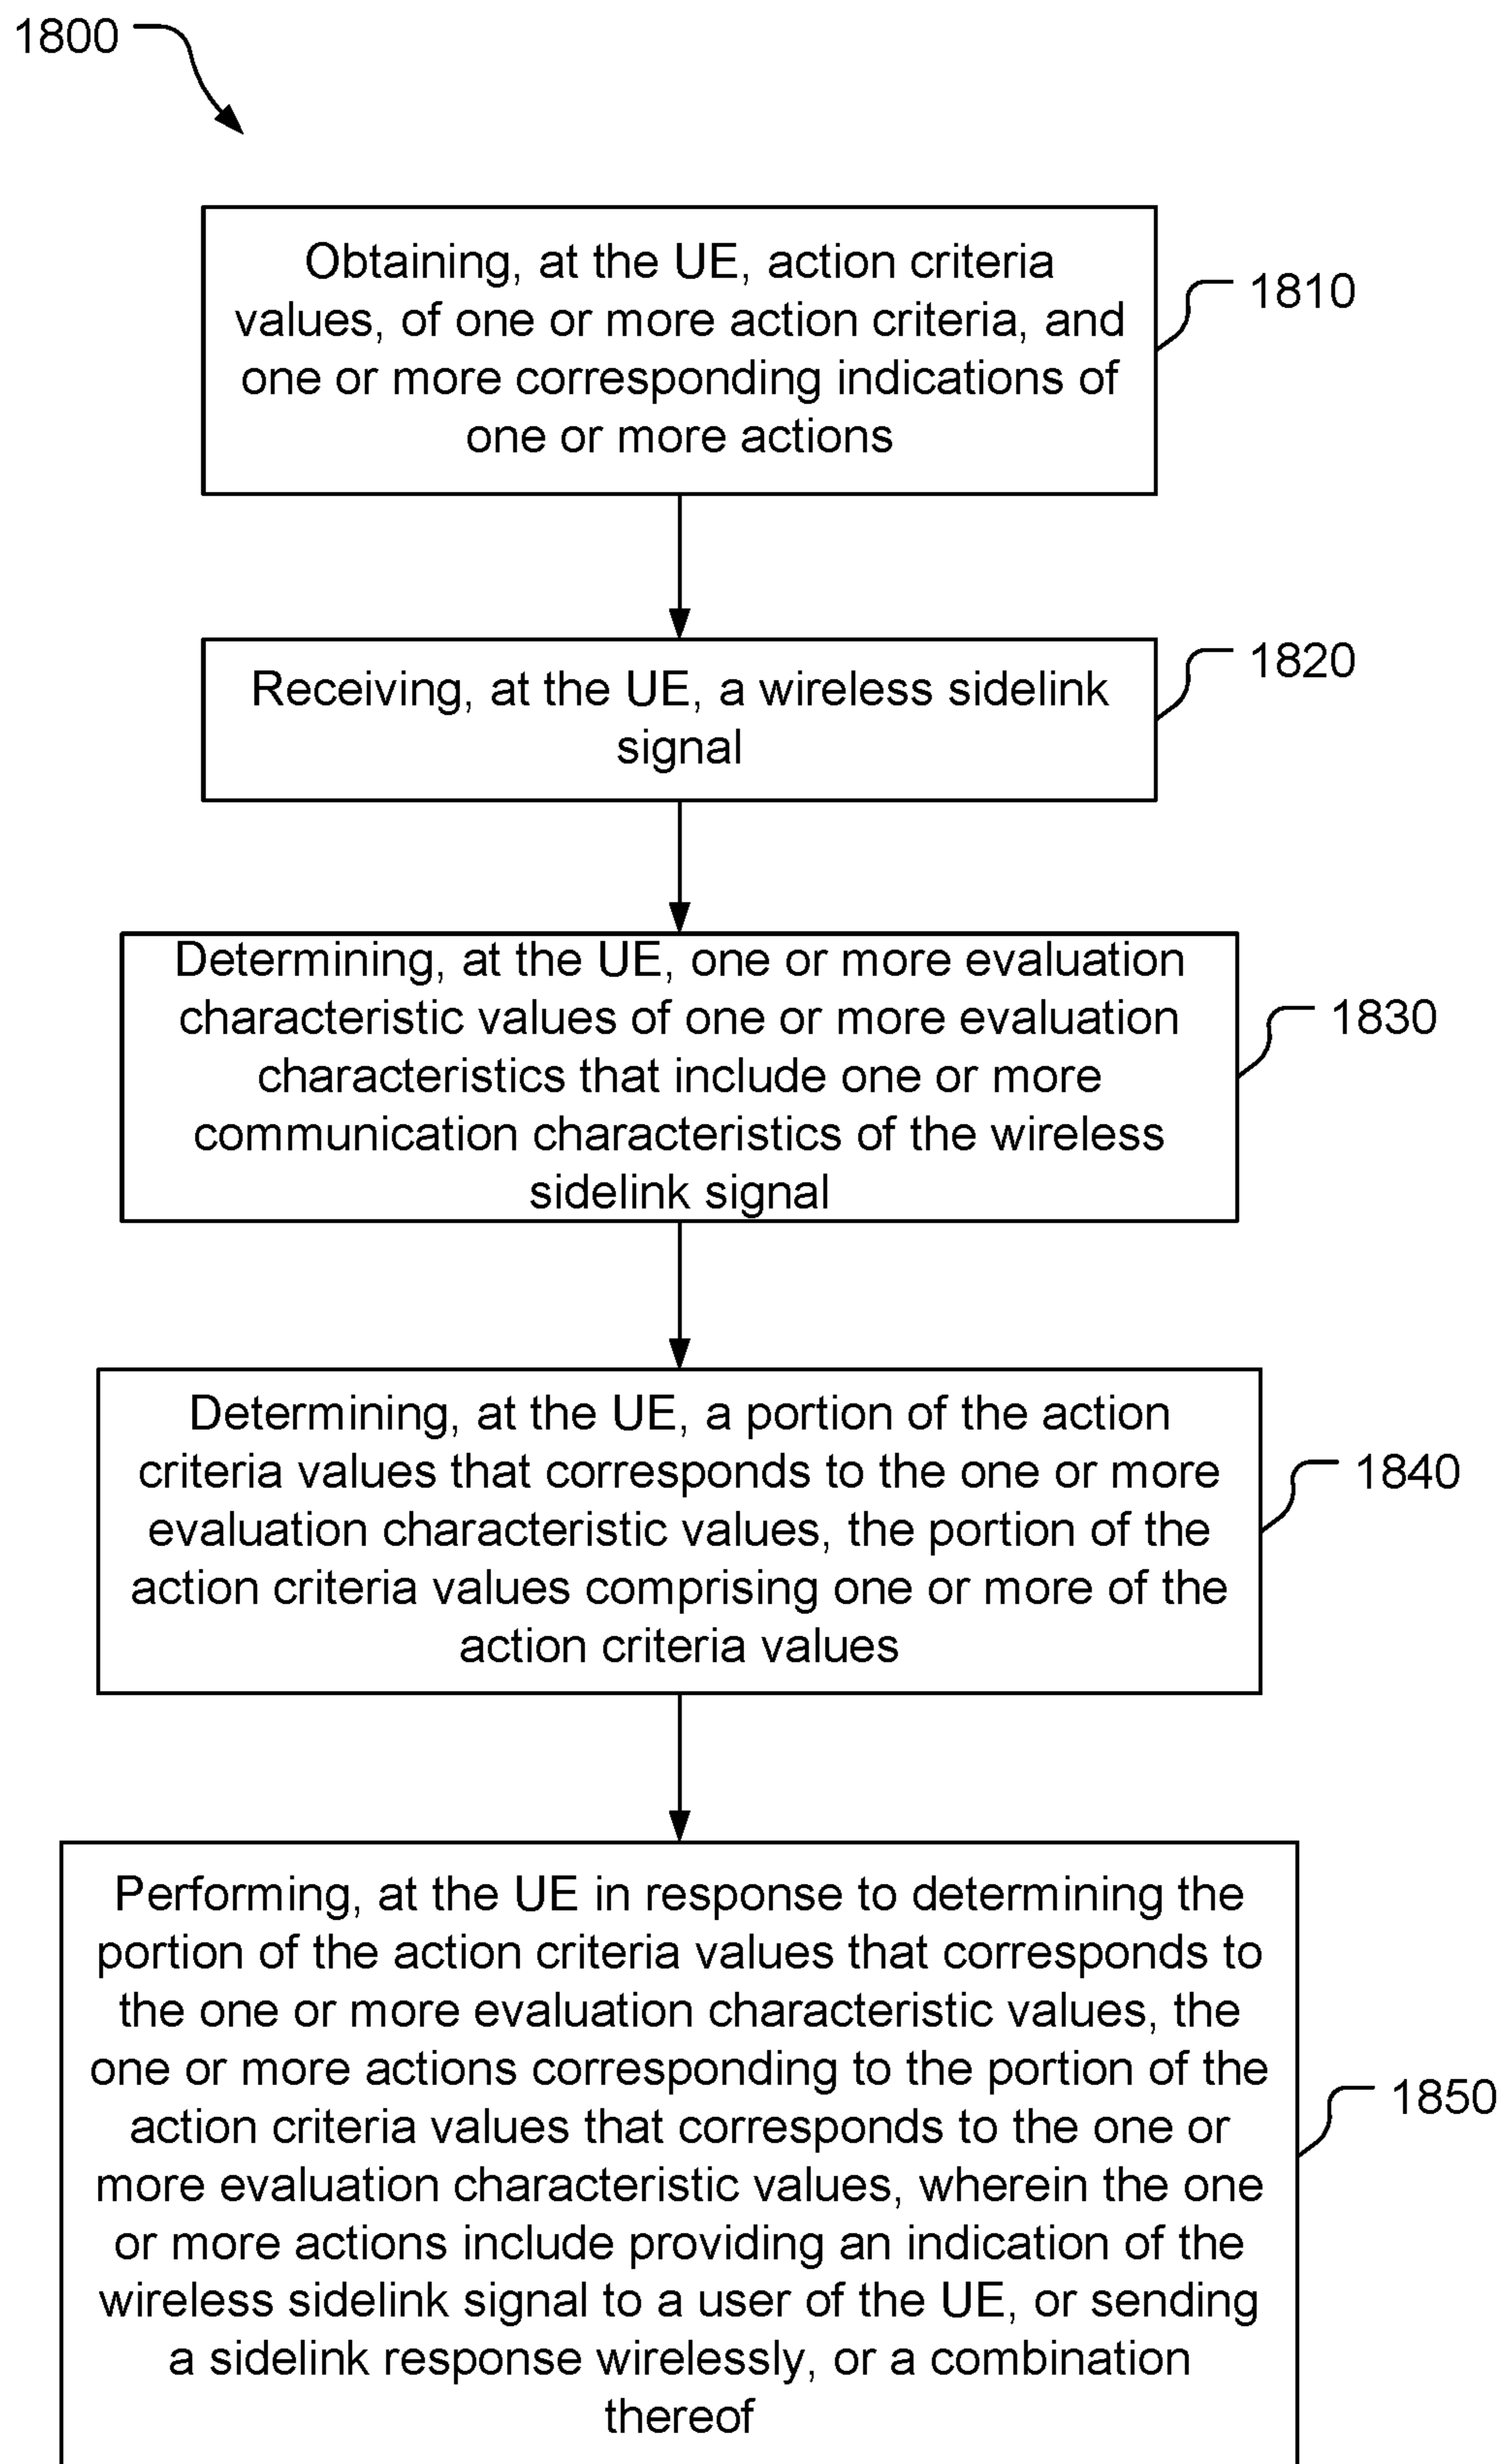 1800
Obtaining, at the UE, action criteria
values, of one or more action criteria, and
one or more corresponding indications of
one or more actions
1810
Receiving, at the UE, a wireless sidelink
signal
1820
Determining, at the UE, one or more evaluation
characteristic values of one or more evaluation
characteristics that include one or more
communication characteristics of the wireless
sidelink signal
1830
Determining, at the UE, a portion of the action
criteria values that corresponds to the one or more
evaluation characteristic values, the portion of the
action criteria values comprising one or more of the
action criteria values
1840
Performing, at the UE in response to determining the
portion of the action criteria values that corresponds to
the one or more evaluation characteristic values, the
one or more actions corresponding to the portion of the
action criteria values that corresponds to the one or
more evaluation characteristic values, wherein the one
or more actions include providing an indication of the
wireless sidelink signal to a user of the UE, or sending
a sidelink response wirelessly, or a combination
thereof
1850